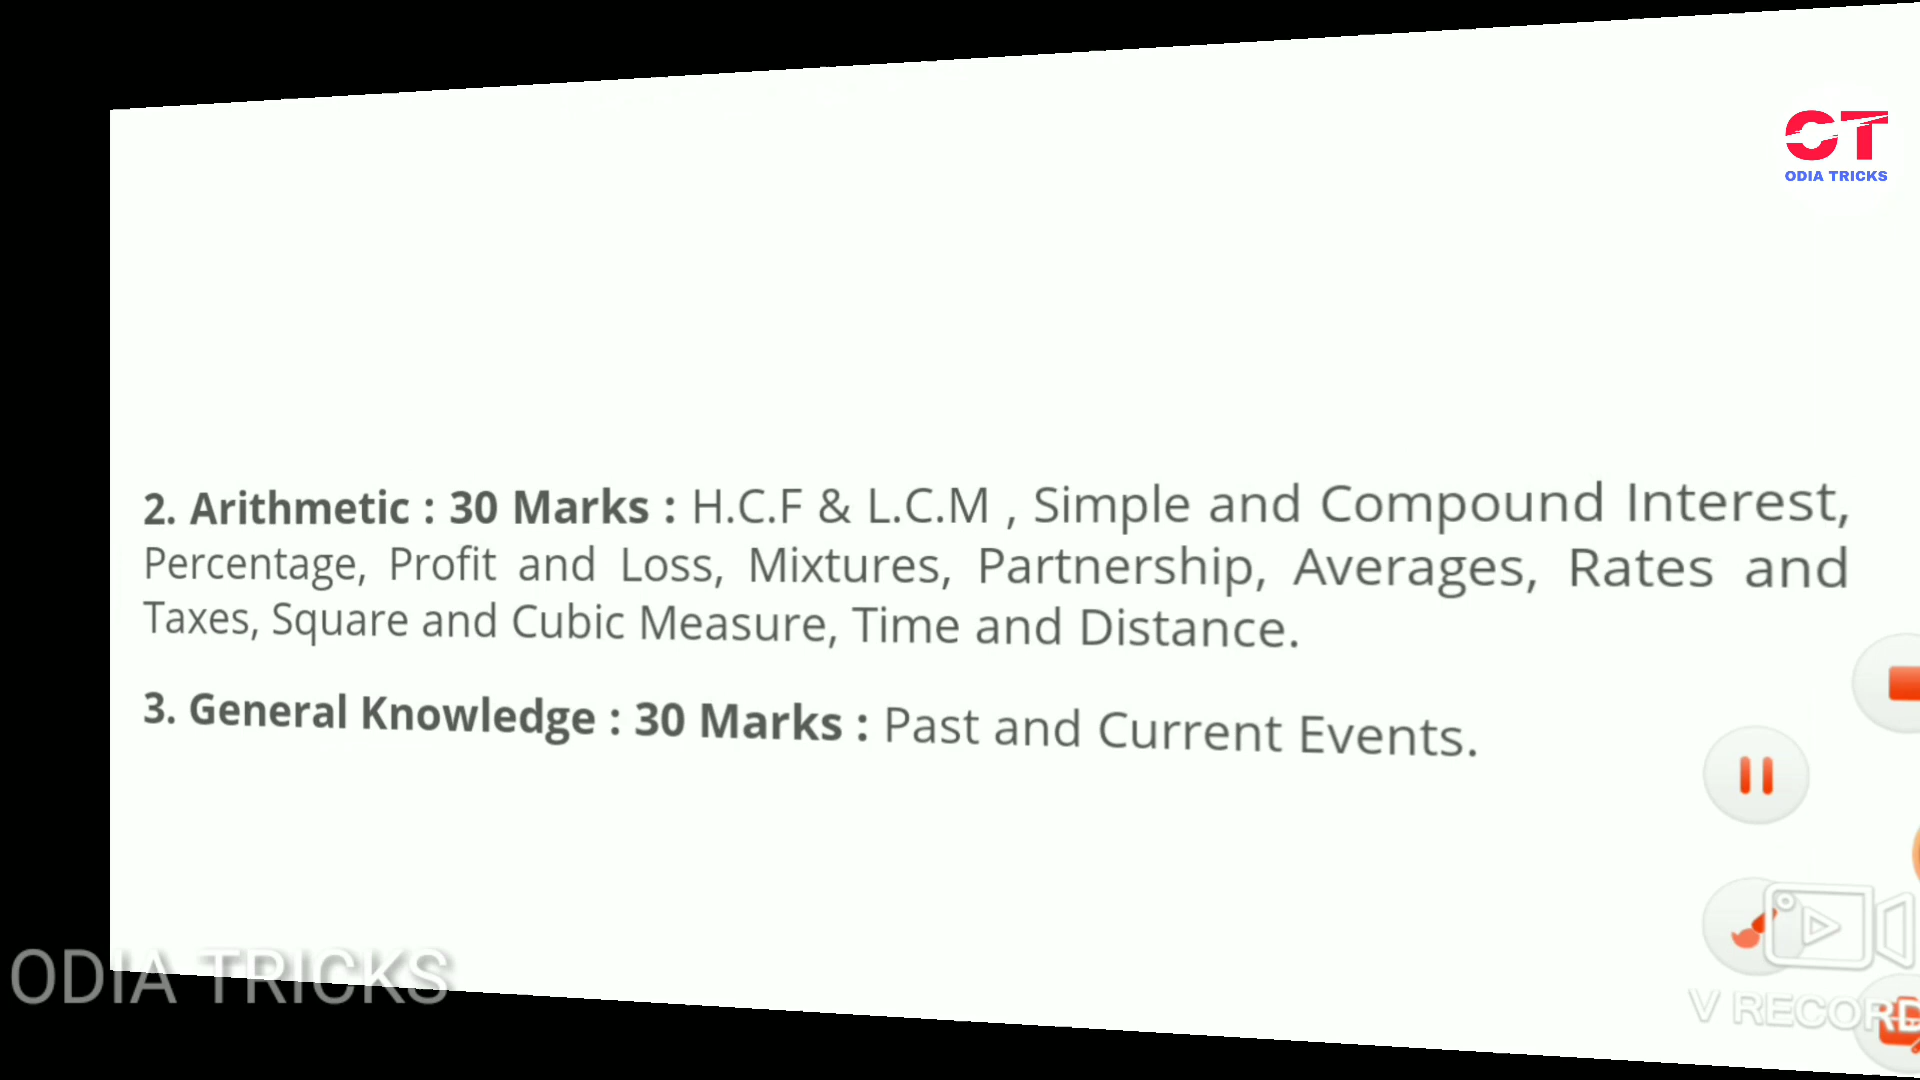 OT
ODIA TRICKS
2. Arithmetic : 30 Marks : H.C.F & L.C.M , Simple and Compound Interest,
Percentage, Profit and Loss, Mixtures, Partnership, Averages, Rates and
Taxes, Square and Cubic Measure, Time and Distance.
3. General Knowledge : 30 Marks : Past and Current Events.
ODIA TRICKS
V RECORD